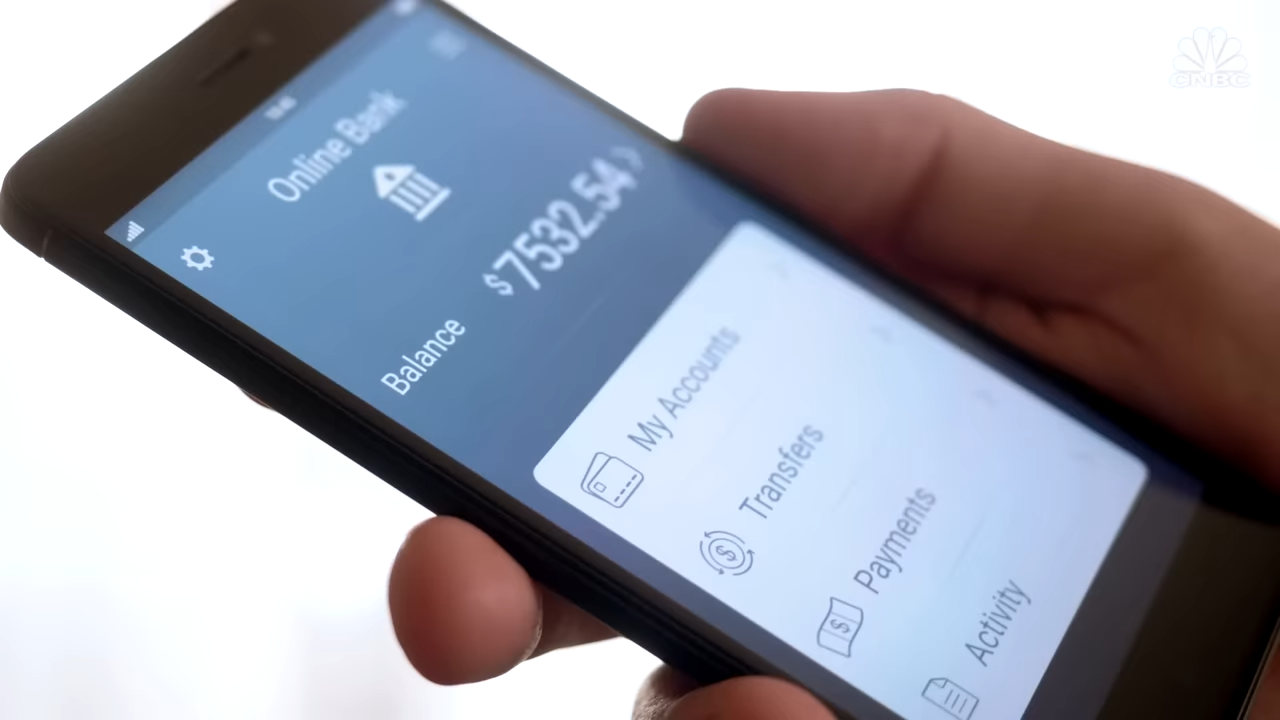 Online Bank
Balance
$7532.54
My Accounts
Transfers
Payments
Activity
CNBC